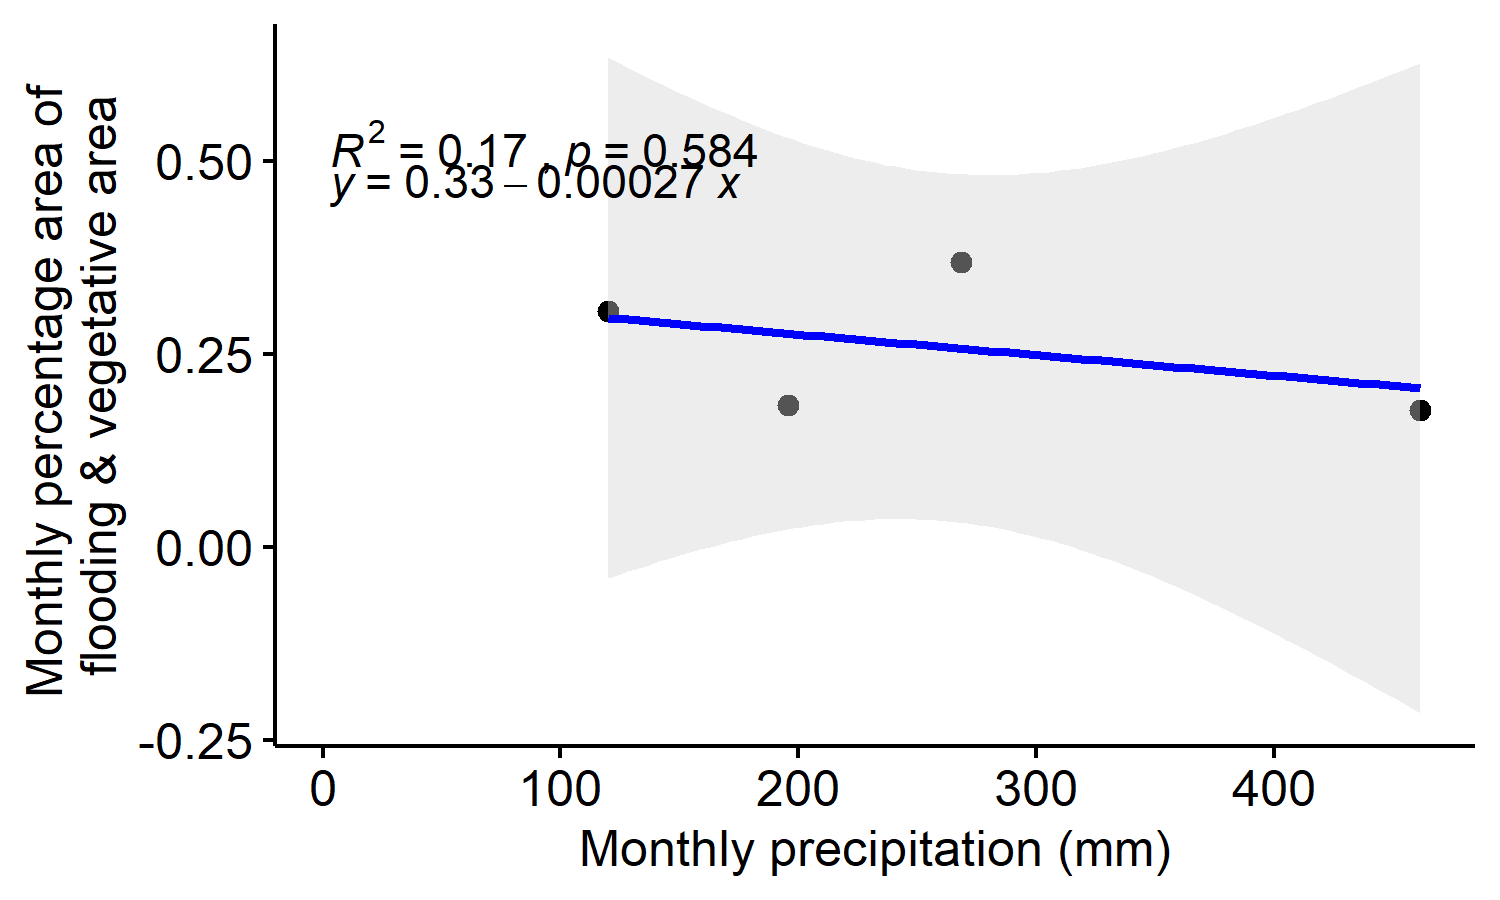 Monthly percentage area of
flooding & vegetative area
0.50
0.25
0.00
-0.25
R² = 0.17 , p = 0.584
y = 0.33 – 0.00027 x
0 100 200 300 400
Monthly precipitation (mm)